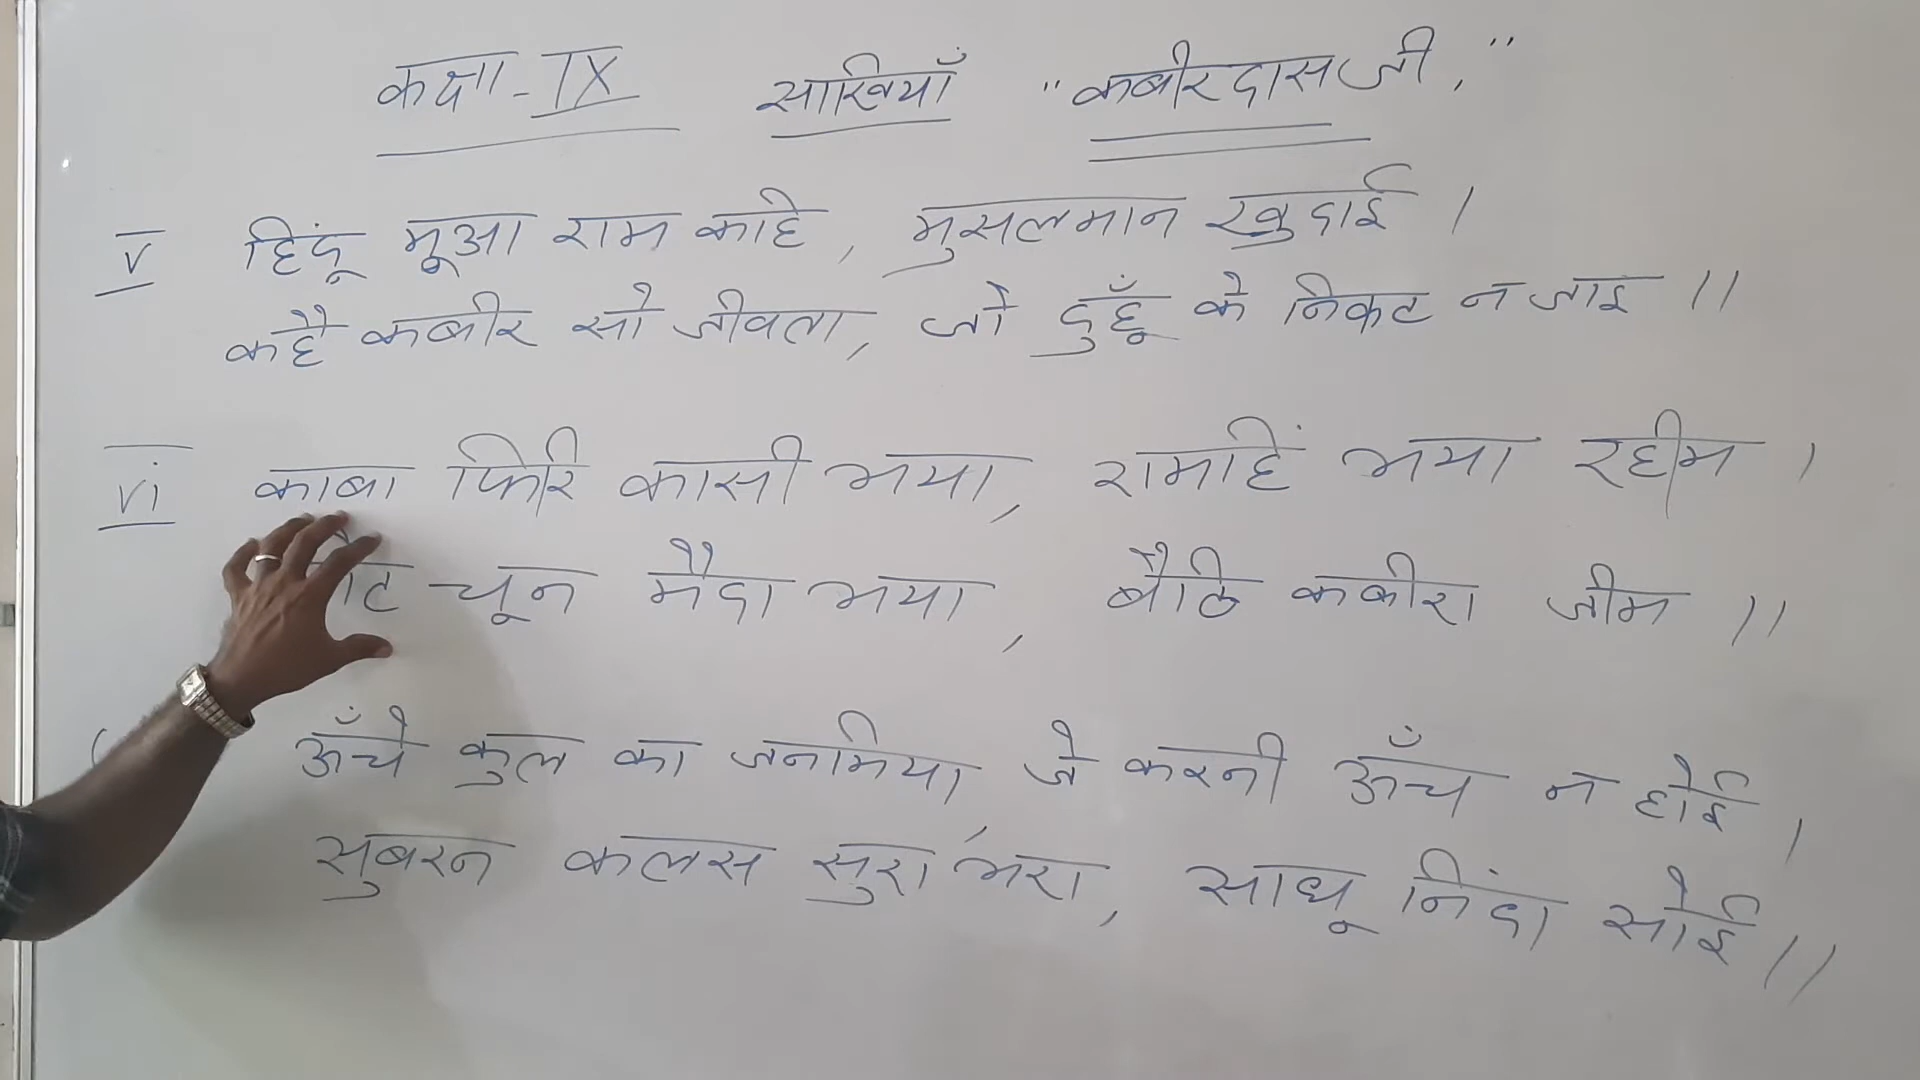 कक्षा - IX साखियाँ "कबीरदास जी,"
V हिंदू मूआ राम कहि, मुसलमान खुदाई ।
कहै कबीर सो जीवता, जो दुहूँ के निकट न जाइ ।।
vi काबा फिरि कासी भया, रामहिं भया रहीम ।
चून मैदा भया, बैठि कबीरा जीम ।।
ऊँचे कुल का जनमिया, जे करनी ऊँच न होई ।
सुबरन कलस सुरा भरा, साधू निंदा सोई ।।